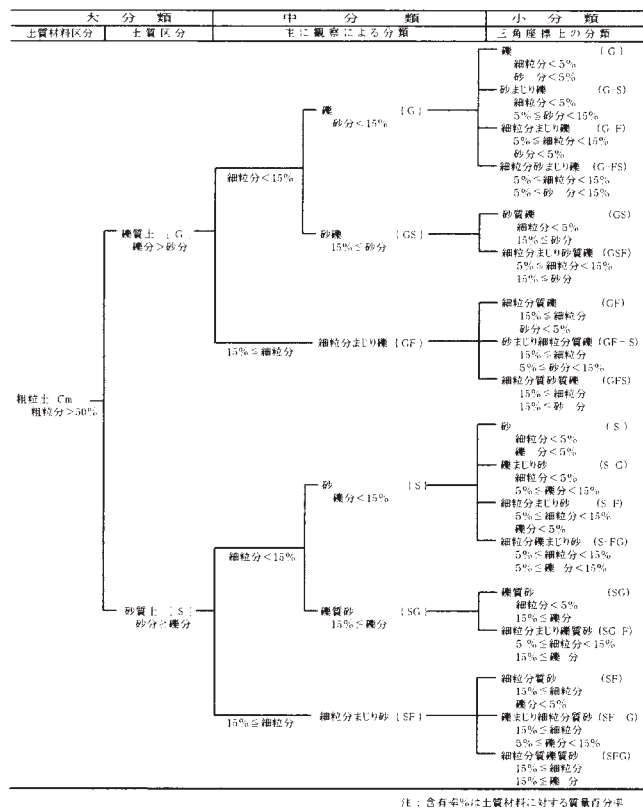 大 分 類 中 分 類 小 分 類
土質材料区分 土質区分 主に観察による分類 三角座標上の分類
礫 {G}
細粒分<5%
砂 分<5%
砂まじり礫 (G-S)
細粒分<5%
5%≦砂分<15%
礫 {G}
砂分<15%
細粒分まじり礫 (G-F)
5%≦細粒分<15%
砂分<5%
細粒分<15%
細粒分砂まじり礫 (G-FS)
5%≦細粒分<15%
5%≦砂 分<15%
礫質土 [G]
礫分>砂分
砂礫 {GS}
15%≦砂分
砂質礫 (GS)
細粒分<5%
15%≦砂分
細粒分まじり砂質礫 (GSF)
5%≦細粒分<15%
15%≦砂分
15%≦細粒分
細粒分まじり礫 {GF}
細粒分質礫 (GF)
15%≦細粒分
砂分<5%
砂まじり細粒分質礫 (GF-S)
15%≦細粒分
5%≦砂分<15%
細粒分質砂質礫 (GFS)
15%≦細粒分
15%≦砂 分
粗粒土 Cm
粗粒分>50%
砂 {S}
細粒分<5%
礫 分<5%
礫まじり砂 (S-G)
細粒分<5%
5%≦礫分<15%
砂 {S}
礫分<15%
細粒分まじり砂 (S-F)
5%≦細粒分<15%
礫分<5%
細粒分<15%
細粒分礫まじり砂 (S-FG)
5%≦細粒分<15%
5%≦礫 分<15%
砂質土 [S]
砂分≧礫分
礫質砂 {SG}
15%≦礫分
礫質砂 (SG)
細粒分<5%
15%≦礫分
細粒分まじり礫質砂 (SG-F)
5%≦細粒分<15%
15%≦礫 分
15%≦細粒分
細粒分まじり砂 {SF}
細粒分質砂 (SF)
15%≦細粒分
礫分<5%
礫まじり細粒分質砂 (SF-G)
15%≦細粒分
5%≦礫分<15%
細粒分質礫質砂 (SFG)
15%≦細粒分
15%≦礫 分
注：含有率%は土質材料に対する質量百分率